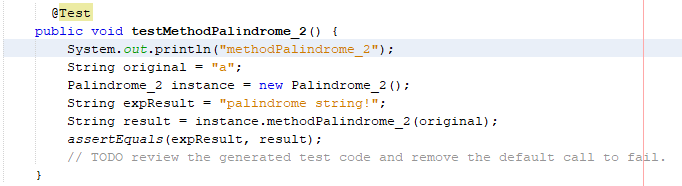 @Test
public void testMethodPalindrome_2() {
System.out.println("methodPalindrome_2");
String original = "a";
Palindrome_2 instance = new Palindrome_2();
String expResult = "palindrome string!";
String result = instance.methodPalindrome_2(original);
assertEquals(expResult, result);
// TODO review the generated test code and remove the default call to fail.
}